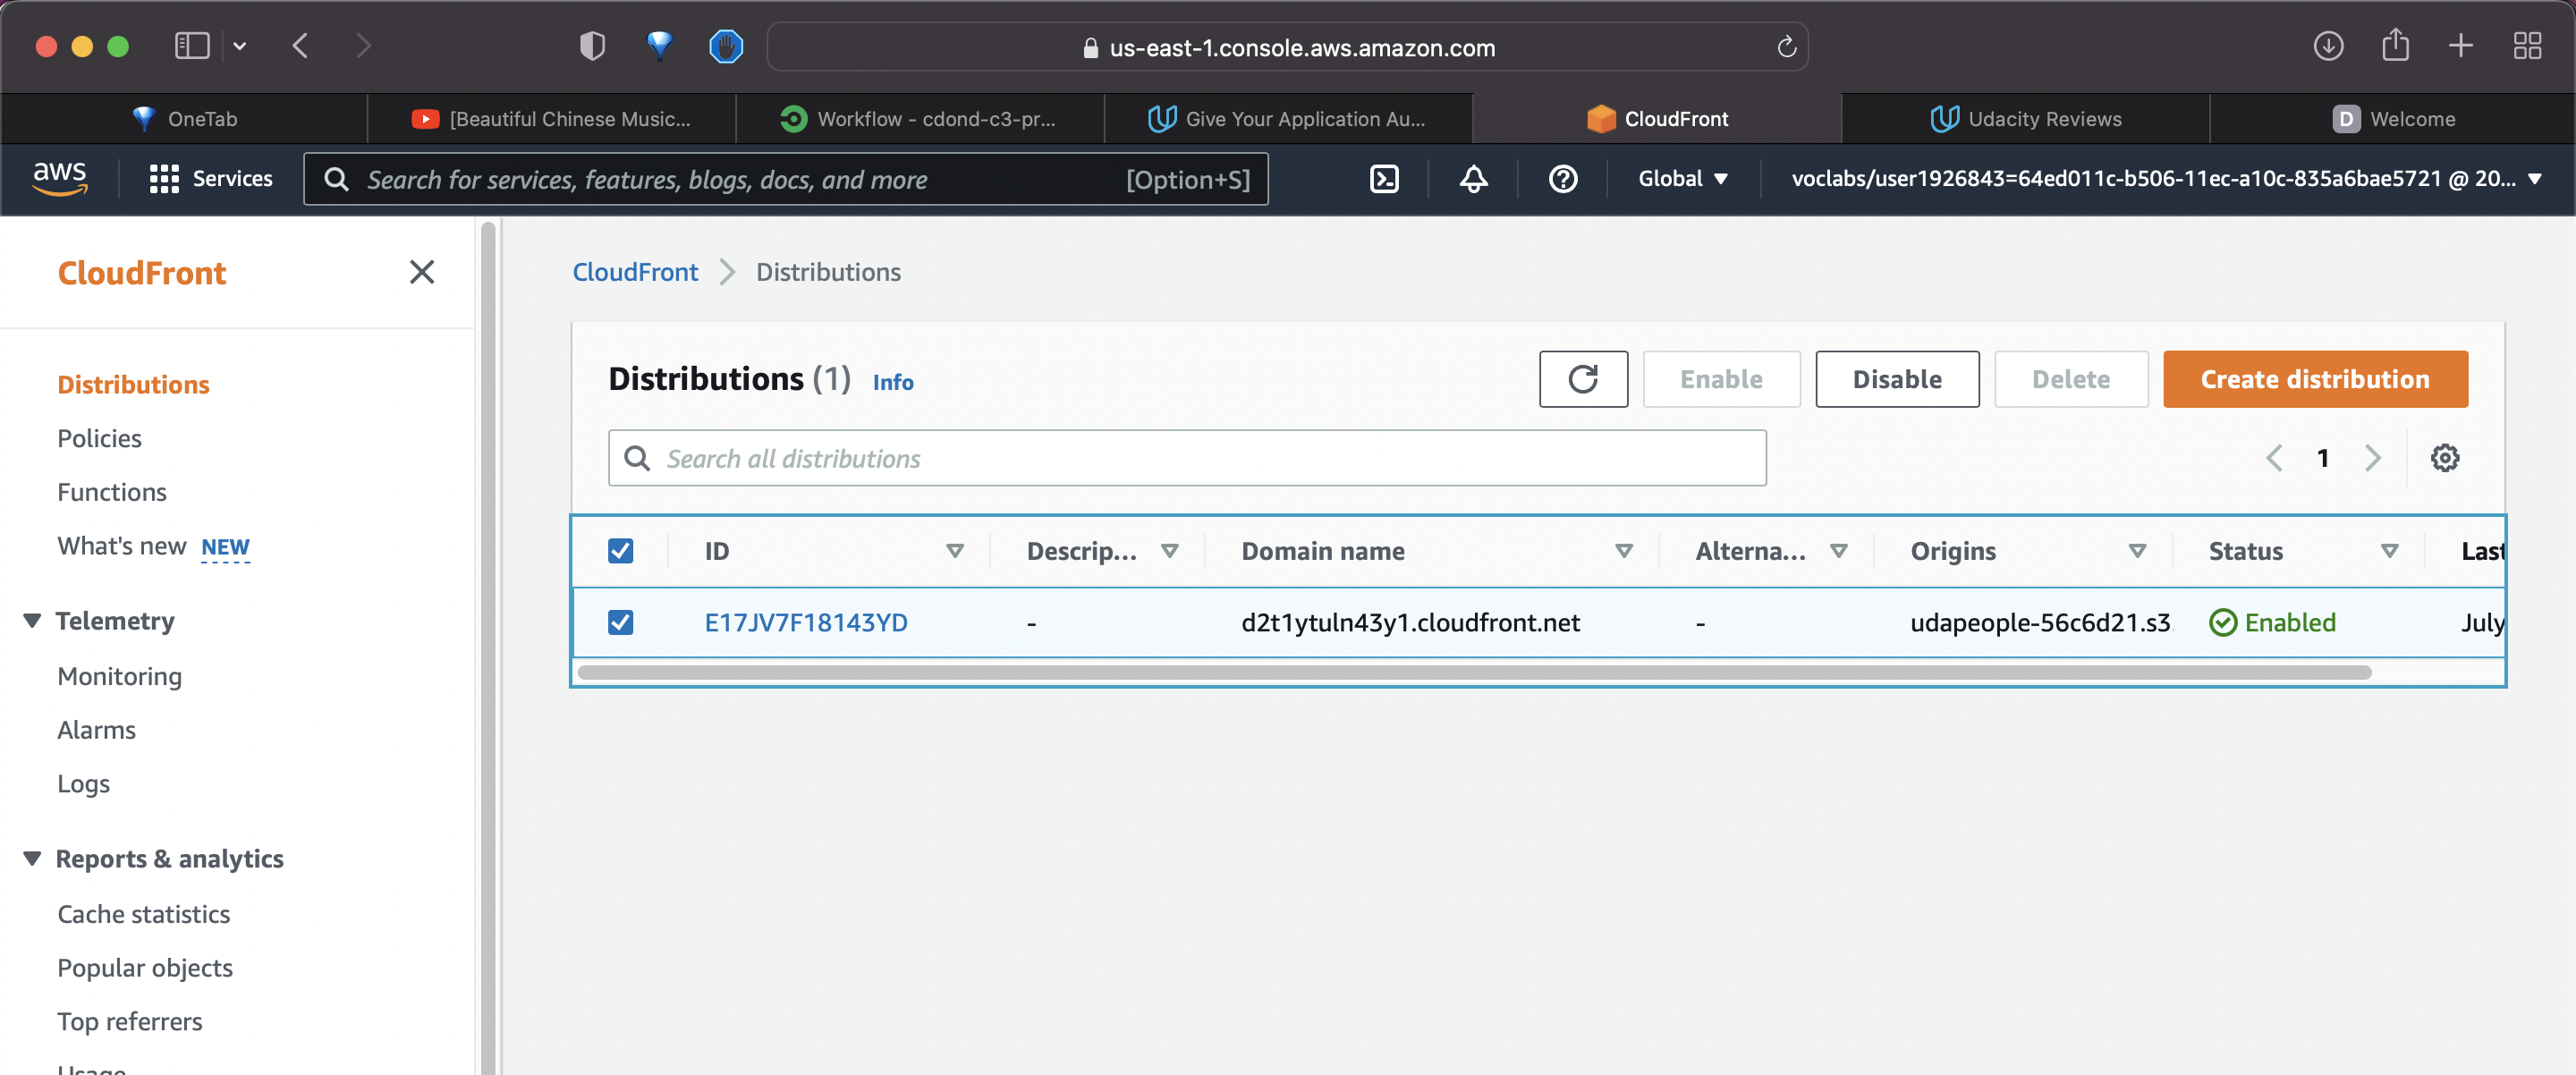 us-east-1.console.aws.amazon.com
OneTab
[Beautiful Chinese Music...
Workflow - cdond-c3-pr...
Give Your Application Au...
CloudFront
Udacity Reviews
D Welcome
aws
Services
Search for services, features, blogs, docs, and more [Option+S]
Global
voclabs/user1926843=64ed011c-b506-11ec-a10c-835a6bae5721 @ 20...
CloudFront
Distributions
Policies
Functions
What's new NEW
Telemetry
Monitoring
Alarms
Logs
Reports & analytics
Cache statistics
Popular objects
Top referrers
Usage
CloudFront > Distributions
Distributions (1) Info
Enable
Disable
Delete
Create distribution
Search all distributions
1
ID Descrip... Domain name Alterna... Origins Status Last
E17JV7F18143YD - d2t1ytuln43y1.cloudfront.net - udapeople-56c6d21.s3. Enabled July